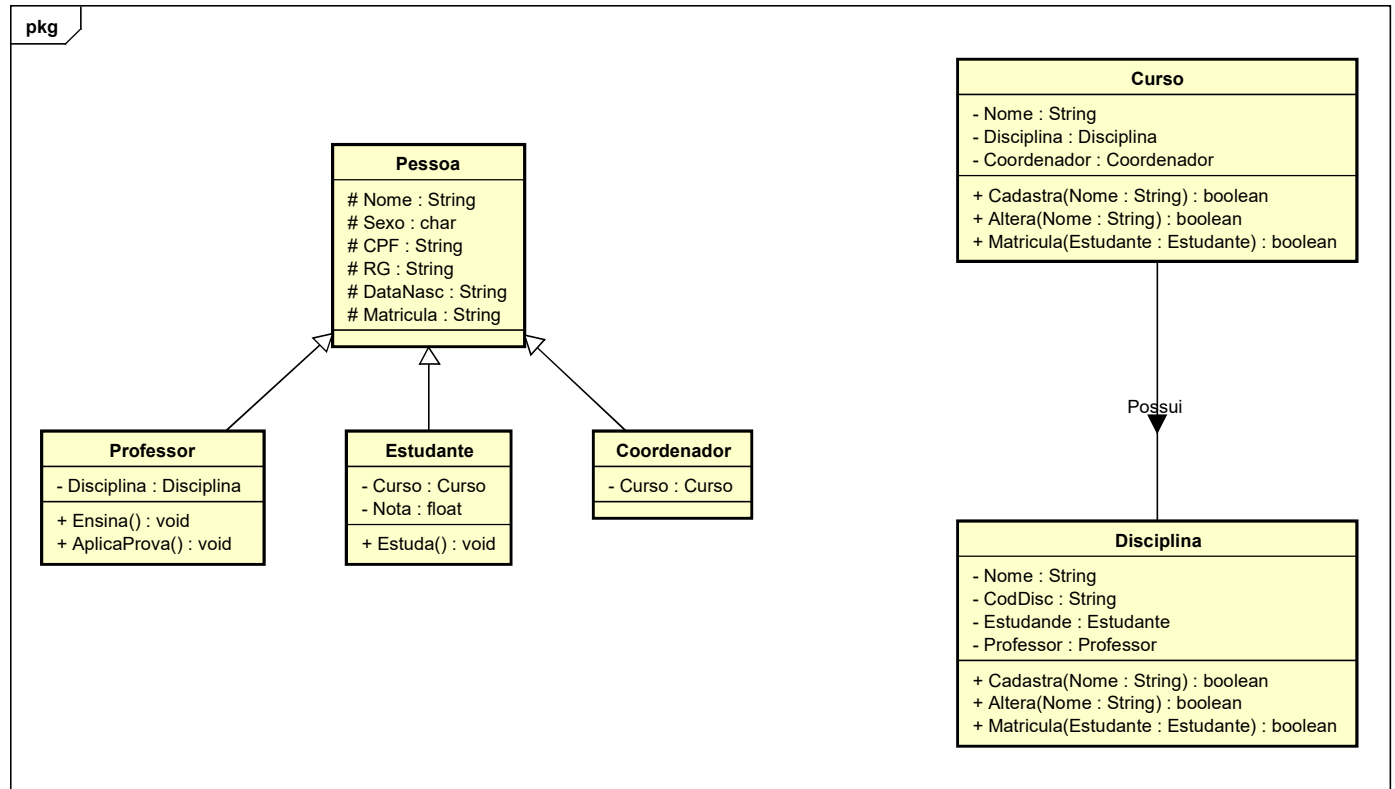 pkg
Pessoa
# Nome : String
# Sexo : char
# CPF : String
# RG : String
# DataNasc : String
# Matricula : String
Professor
- Disciplina : Disciplina
+ Ensina() : void
+ AplicaProva() : void
Estudante
- Curso : Curso
- Nota : float
+ Estuda() : void
Coordenador
- Curso : Curso
Curso
- Nome : String
- Disciplina : Disciplina
- Coordenador : Coordenador
+ Cadastra(Nome : String) : boolean
+ Altera(Nome : String) : boolean
+ Matricula(Estudante : Estudante) : boolean
Possui
Disciplina
- Nome : String
- CodDisc : String
- Estudande : Estudante
- Professor : Professor
+ Cadastra(Nome : String) : boolean
+ Altera(Nome : String) : boolean
+ Matricula(Estudante : Estudante) : boolean